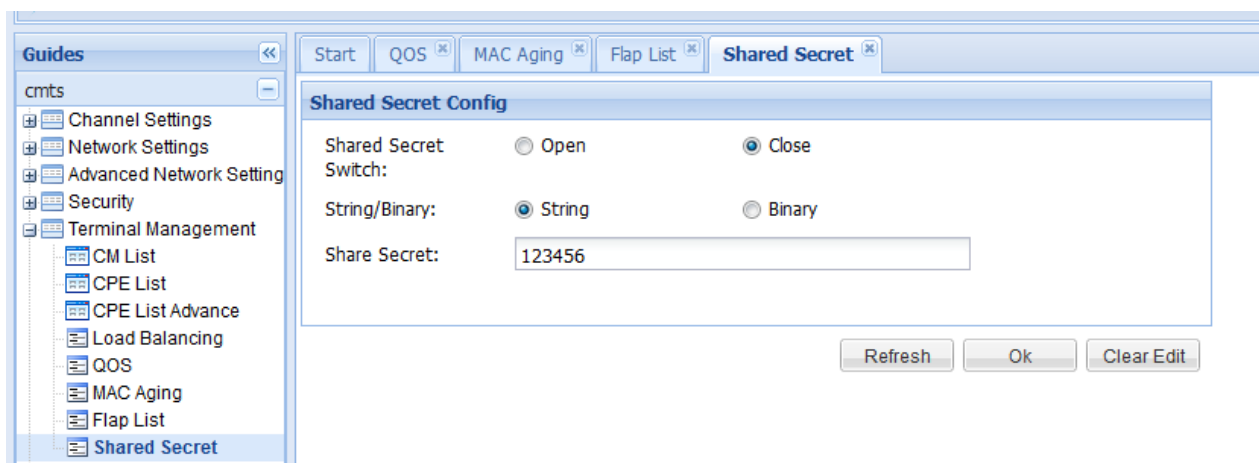 Guides
cmts
Channel Settings
Network Settings
Advanced Network Setting
Security
Terminal Management
CM List
CPE List
CPE List Advance
Load Balancing
QOS
MAC Aging
Flap List
Shared Secret
Start QOS MAC Aging Flap List Shared Secret
Shared Secret Config
Shared Secret Switch: Open Close
String/Binary: String Binary
Share Secret: 123456
Refresh Ok Clear Edit